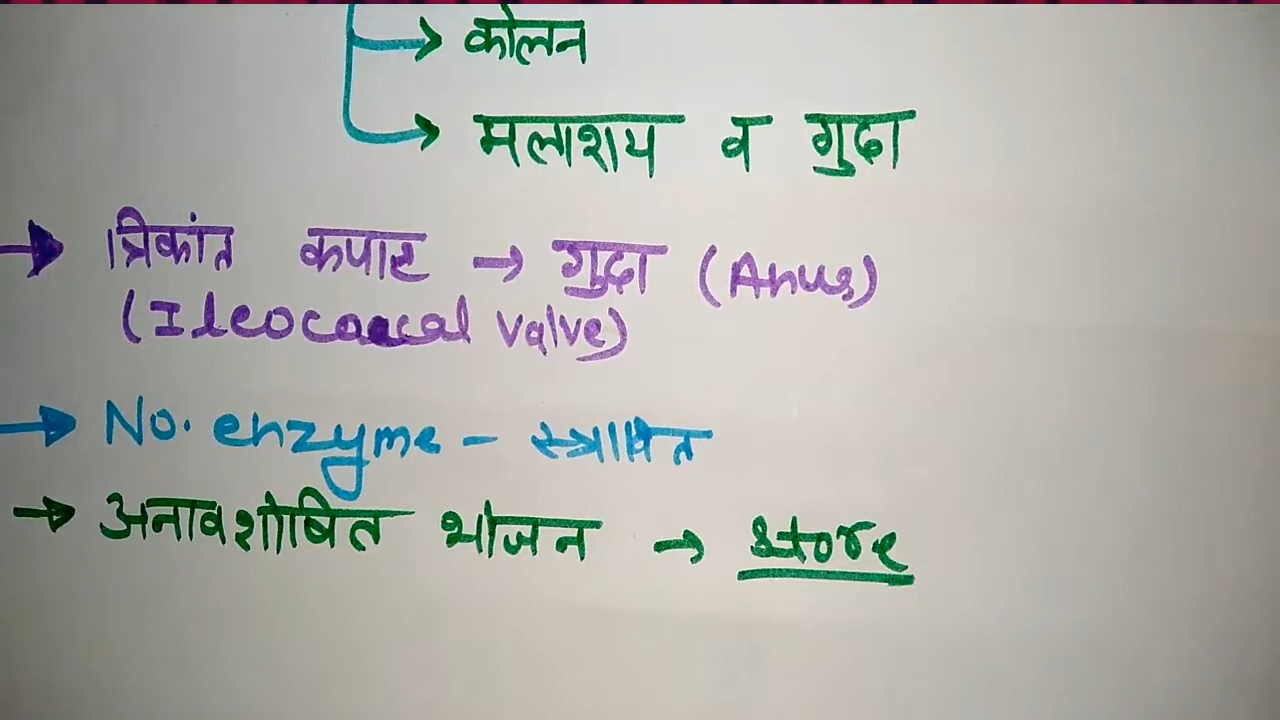 → कोलन
→ मलाशय व गुदा
→ त्रिकांत कपाट → गुदा (Anus)
(Ileocaecal valve)
→ No. enzyme - स्त्रावित
→ अनावशोषित भोजन → store